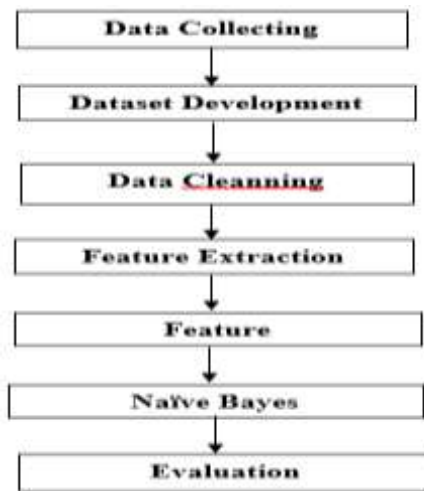 Data Collecting
Dataset Development
Data Cleanning
Feature Extraction
Feature
Naïve Bayes
Evaluation